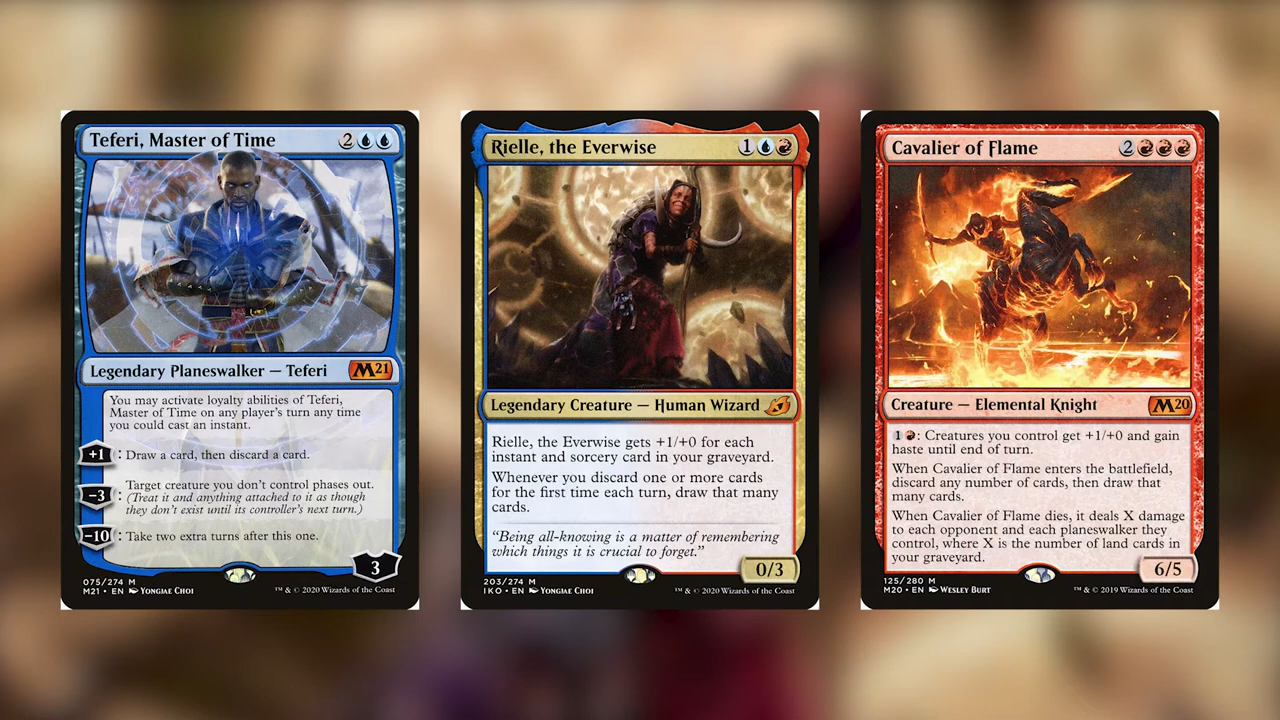 Teferi, Master of Time
2
Legendary Planeswalker — Teferi
M21
You may activate loyalty abilities of Teferi,
Master of Time on any player's turn any time
you could cast an instant.
+1: Draw a card, then discard a card.
Target creature you don't control phases out.
-3: (Treat it and anything attached to it as though
they don't exist until its controller's next turn.)
-10: Take two extra turns after this one.
3
075/274 M
M21 • EN Yongjae Choi
™ & © 2020 Wizards of the Coast
Rielle, the Everwise
1
Legendary Creature — Human Wizard
Rielle, the Everwise gets +1/+0 for each
instant and sorcery card in your graveyard.
Whenever you discard one or more cards
for the first time each turn, draw that many
cards.
“Being all-knowing is a matter of remembering
which things it is crucial to forget.”
0/3
203/274 M
IKO • EN Yongjae Choi
™ & © 2020 Wizards of the Coast
Cavalier of Flame
2
Creature — Elemental Knight
M20
1 : Creatures you control get +1/+0 and gain
haste until end of turn.
When Cavalier of Flame enters the battlefield,
discard any number of cards, then draw that
many cards.
When Cavalier of Flame dies, it deals X damage
to each opponent and each planeswalker they
control, where X is the number of land cards in
your graveyard.
6/5
125/280 M
M20 • EN Wesley Burt
™ & © 2019 Wizards of the Coast